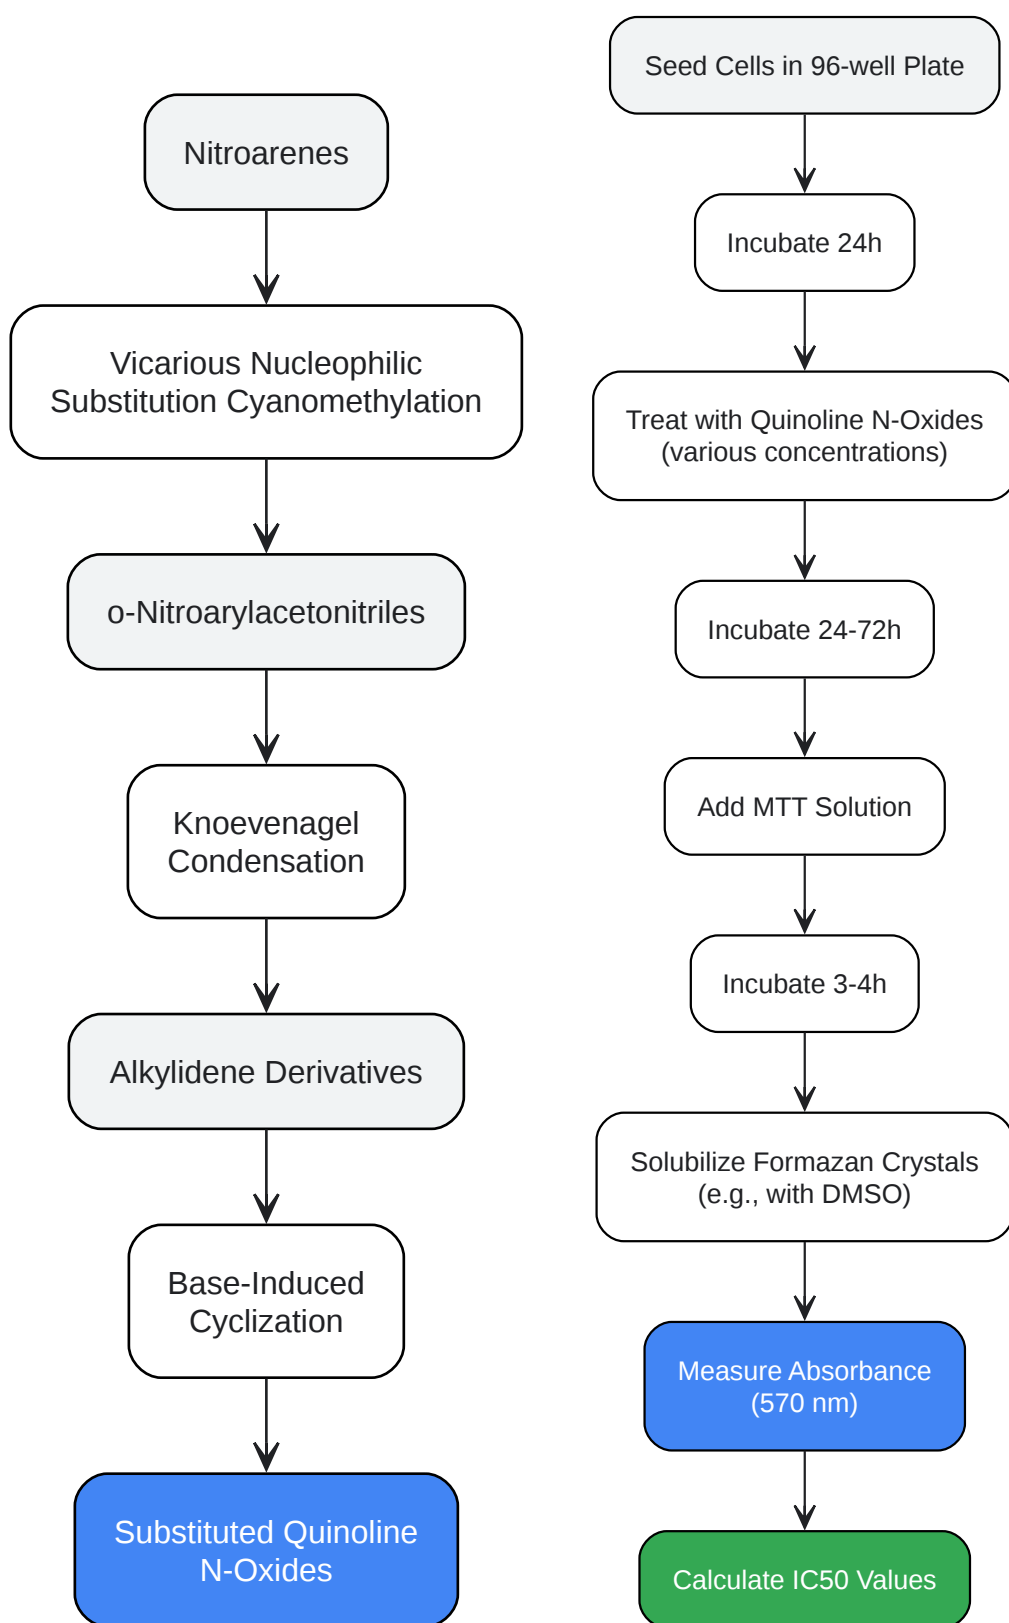 Nitroarenes
Vicarious Nucleophilic
Substitution Cyanomethylation
o-Nitroarylacetonitriles
Knoevenagel
Condensation
Alkylidene Derivatives
Base-Induced
Cyclization
Substituted Quinoline
N-Oxides
Seed Cells in 96-well Plate
Incubate 24h
Treat with Quinoline N-Oxides
(various concentrations)
Incubate 24-72h
Add MTT Solution
Incubate 3-4h
Solubilize Formazan Crystals
(e.g., with DMSO)
Measure Absorbance
(570 nm)
Calculate IC50 Values